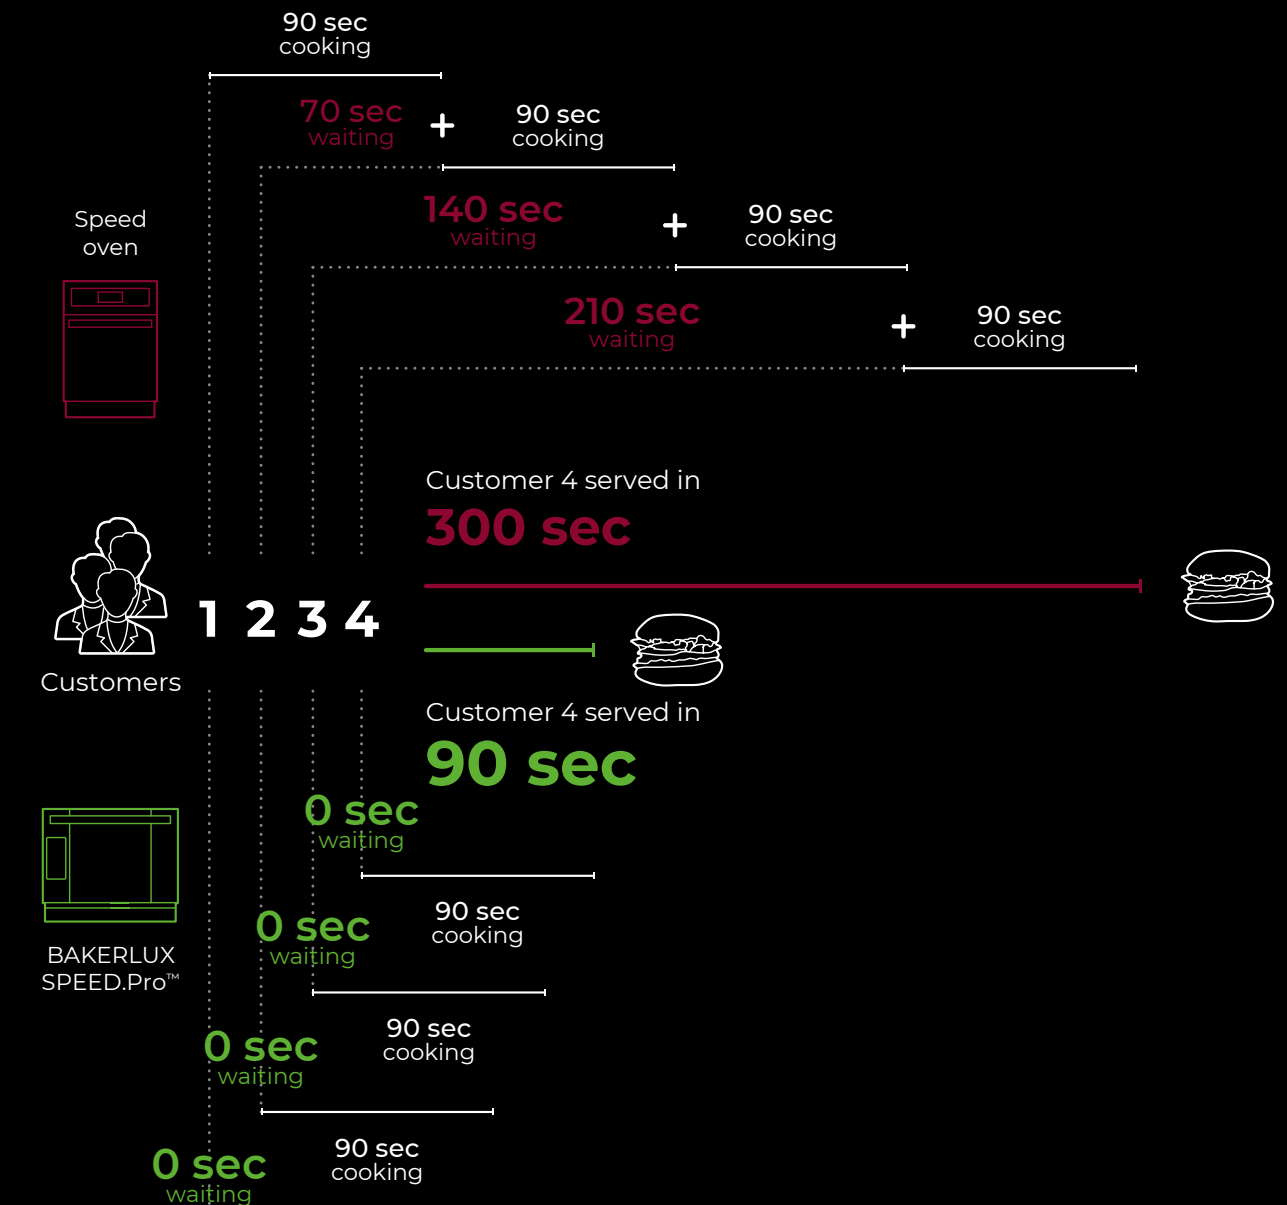 90 sec
cooking
70 sec
waiting
+
90 sec
cooking
140 sec
waiting
+
90 sec
cooking
Speed
oven
210 sec
waiting
+
90 sec
cooking
Customer 4 served in
300 sec
1 2 3 4
Customers
Customer 4 served in
90 sec
0 sec
waiting
90 sec
cooking
0 sec
waiting
BAKERLUX
SPEED.Pro™
90 sec
cooking
0 sec
waiting
90 sec
cooking
0 sec
waiting